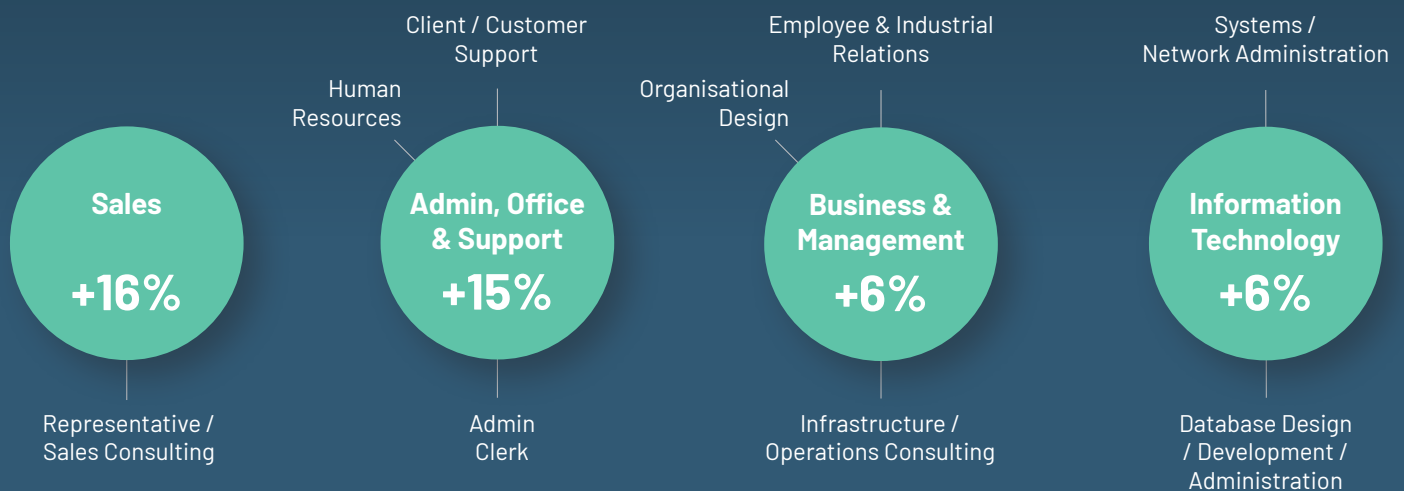 Sales
+16%
Representative /
Sales Consulting
Human
Resources
Client / Customer
Support
Admin, Office
& Support
+15%
Admin
Clerk
Organisational
Design
Employee & Industrial
Relations
Business &
Management
+6%
Infrastructure /
Operations Consulting
Systems /
Network Administration
Information
Technology
+6%
Database Design
/ Development /
Administration